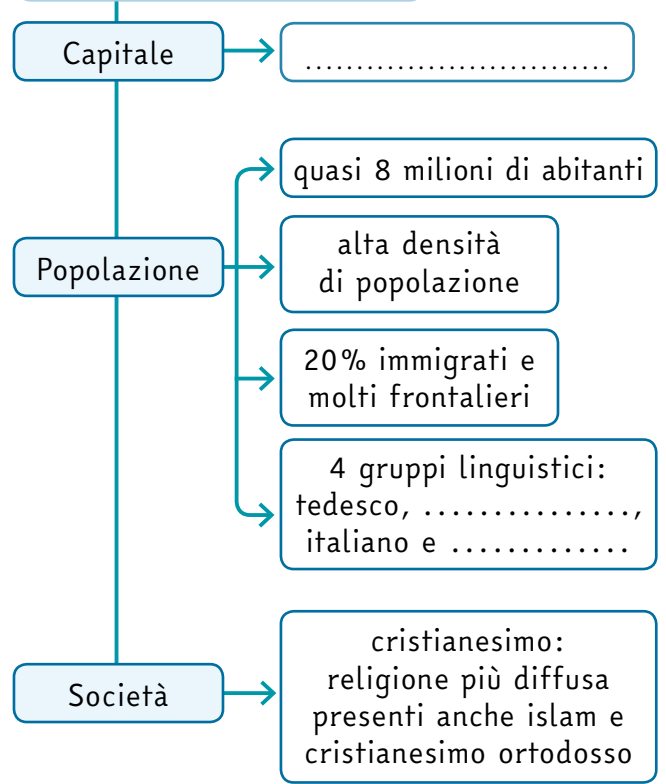 Capitale
..............................
Popolazione
quasi 8 milioni di abitanti
alta densità
di popolazione
20% immigrati e
molti frontalieri
4 gruppi linguistici:
tedesco, ................,
italiano e .............
Società
cristianesimo:
religione più diffusa
presenti anche islam e
cristianesimo ortodosso